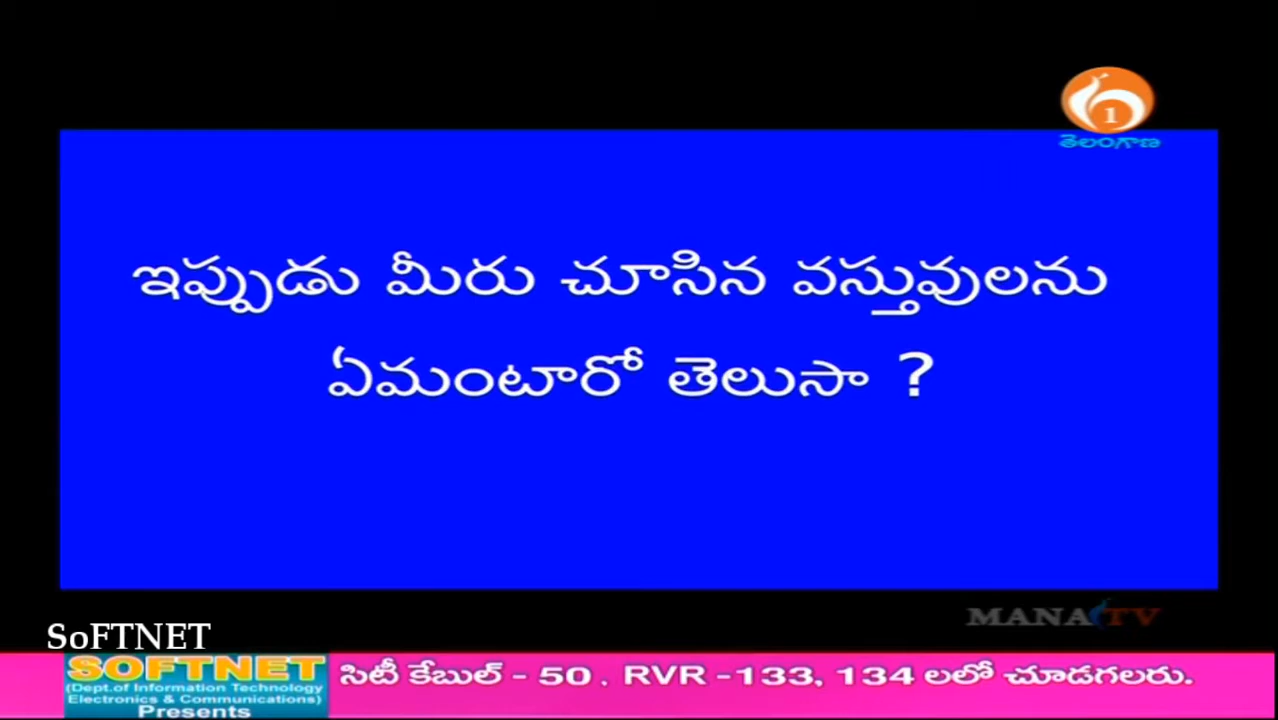 1
తెలంగాణ
ఇప్పుడు మీరు చూసిన వస్తువులను
ఏమంటారో తెలుసా ?
MANA TV
SoFTNET
SOFTNET
(Dept.of Information Technology
Electronics & Communications)
Presents
సిటీ కేబుల్ - 50 . RVR -133, 134 లలో చూడగలరు.